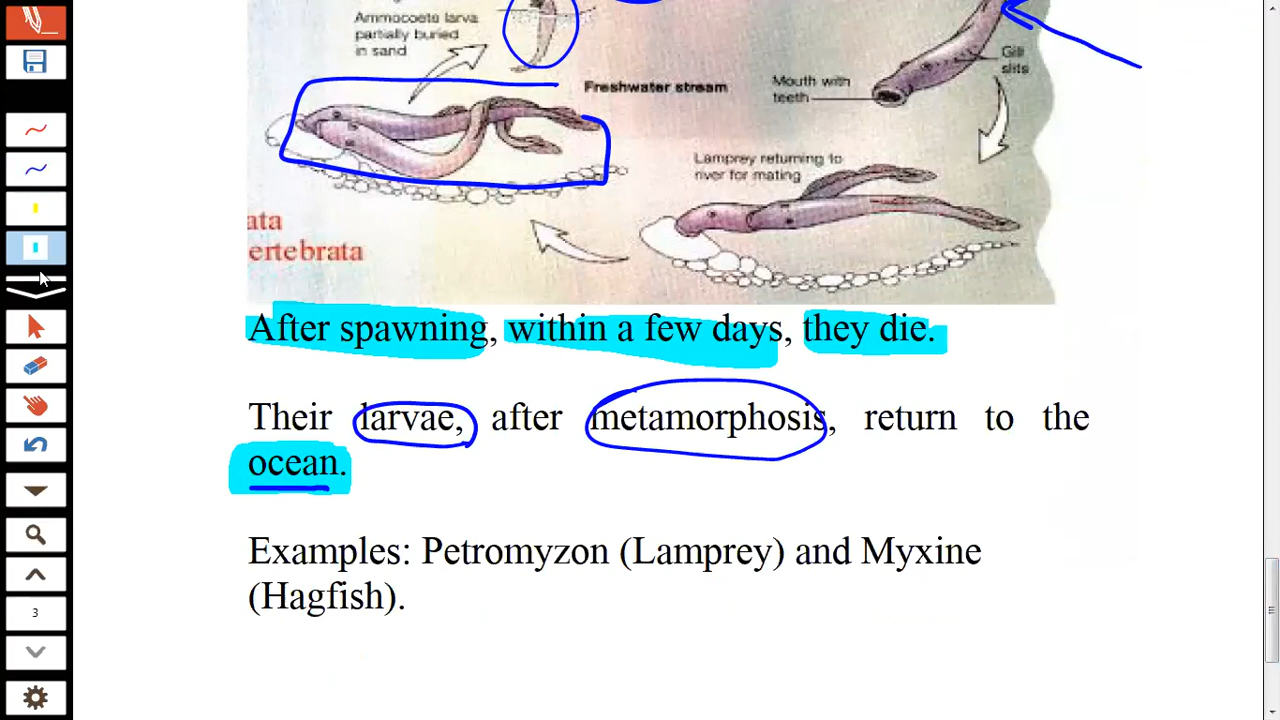 Ammocoete larva
partially buried
in sand
Gill
slits
Mouth with
teeth
Freshwater stream
Lamprey returning to
river for mating
ata
ertebrata
After spawning, within a few days, they die.
Their larvae, after metamorphosis, return to the
ocean.
Examples: Petromyzon (Lamprey) and Myxine
(Hagfish).
3